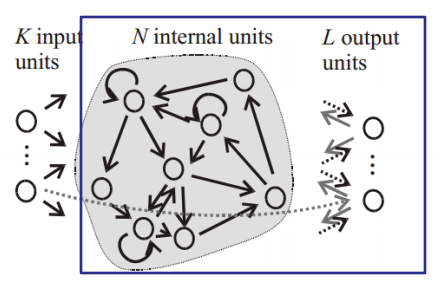 K input
units
N internal units
L output
units